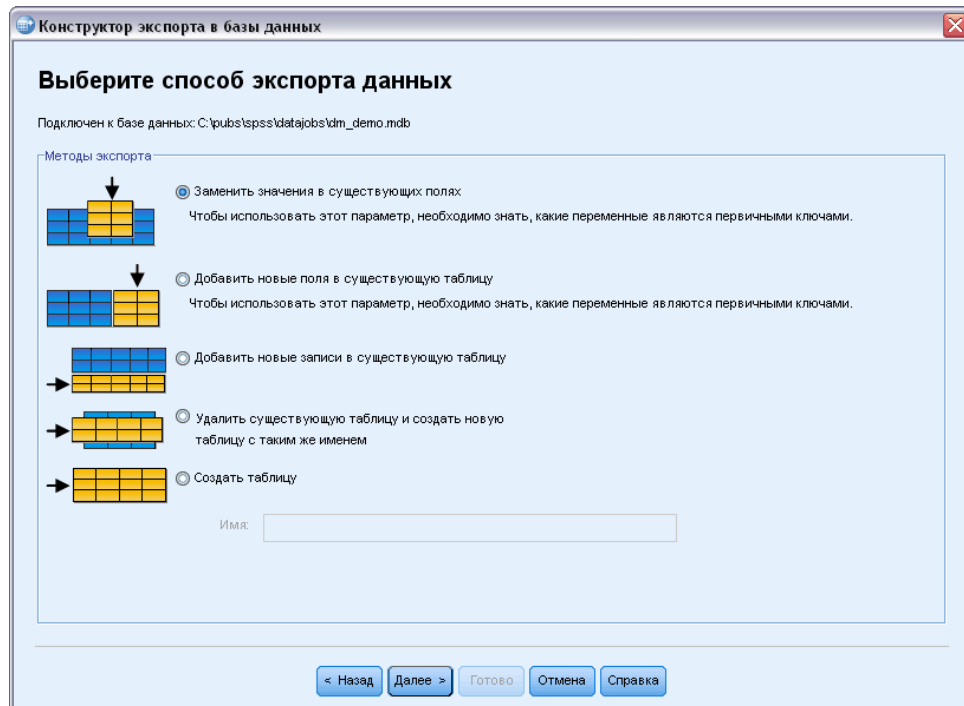 Конструктор экспорта в базы данных
Выберите способ экспорта данных
Подключен к базе данных: C:\pubs\spss\datajobs\dm_demo.mdb
Методы экспорта
Заменить значения в существующих полях
Чтобы использовать этот параметр, необходимо знать, какие переменные являются первичными ключами.
Добавить новые поля в существующую таблицу
Чтобы использовать этот параметр, необходимо знать, какие переменные являются первичными ключами.
Добавить новые записи в существующую таблицу
Удалить существующую таблицу и создать новую
таблицу с таким же именем
Создать таблицу
Имя:
< Назад Далее > Готово Отмена Справка